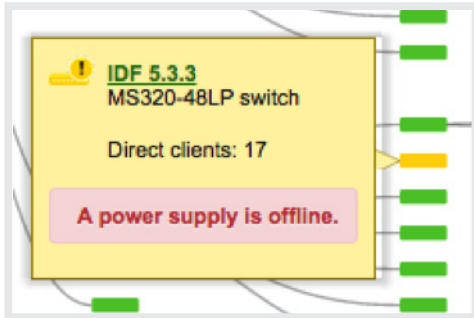 IDF 5.3.3
MS320-48LP switch
Direct clients: 17
A power supply is offline.